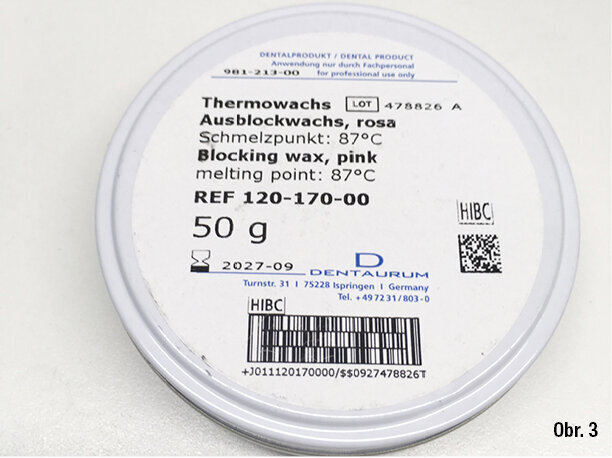 DENTALPRODUKT / DENTAL PRODUCT
Anwendung nur durch Fachpersonal
981-213-00 for professional use only
Thermowachs LOT 478826 A
Ausblockwachs, rosa
Schmelzpunkt: 87°C
Blocking wax, pink
melting point: 87°C
REF 120-170-00
HIBC
50 g
2027-09
D
DENTAURUM
Turnstr. 31 I 75228 Ispringen I Germany
Tel. +497231/803-0
HIBC
+J011120170000/$$0927478826T
Obr. 3